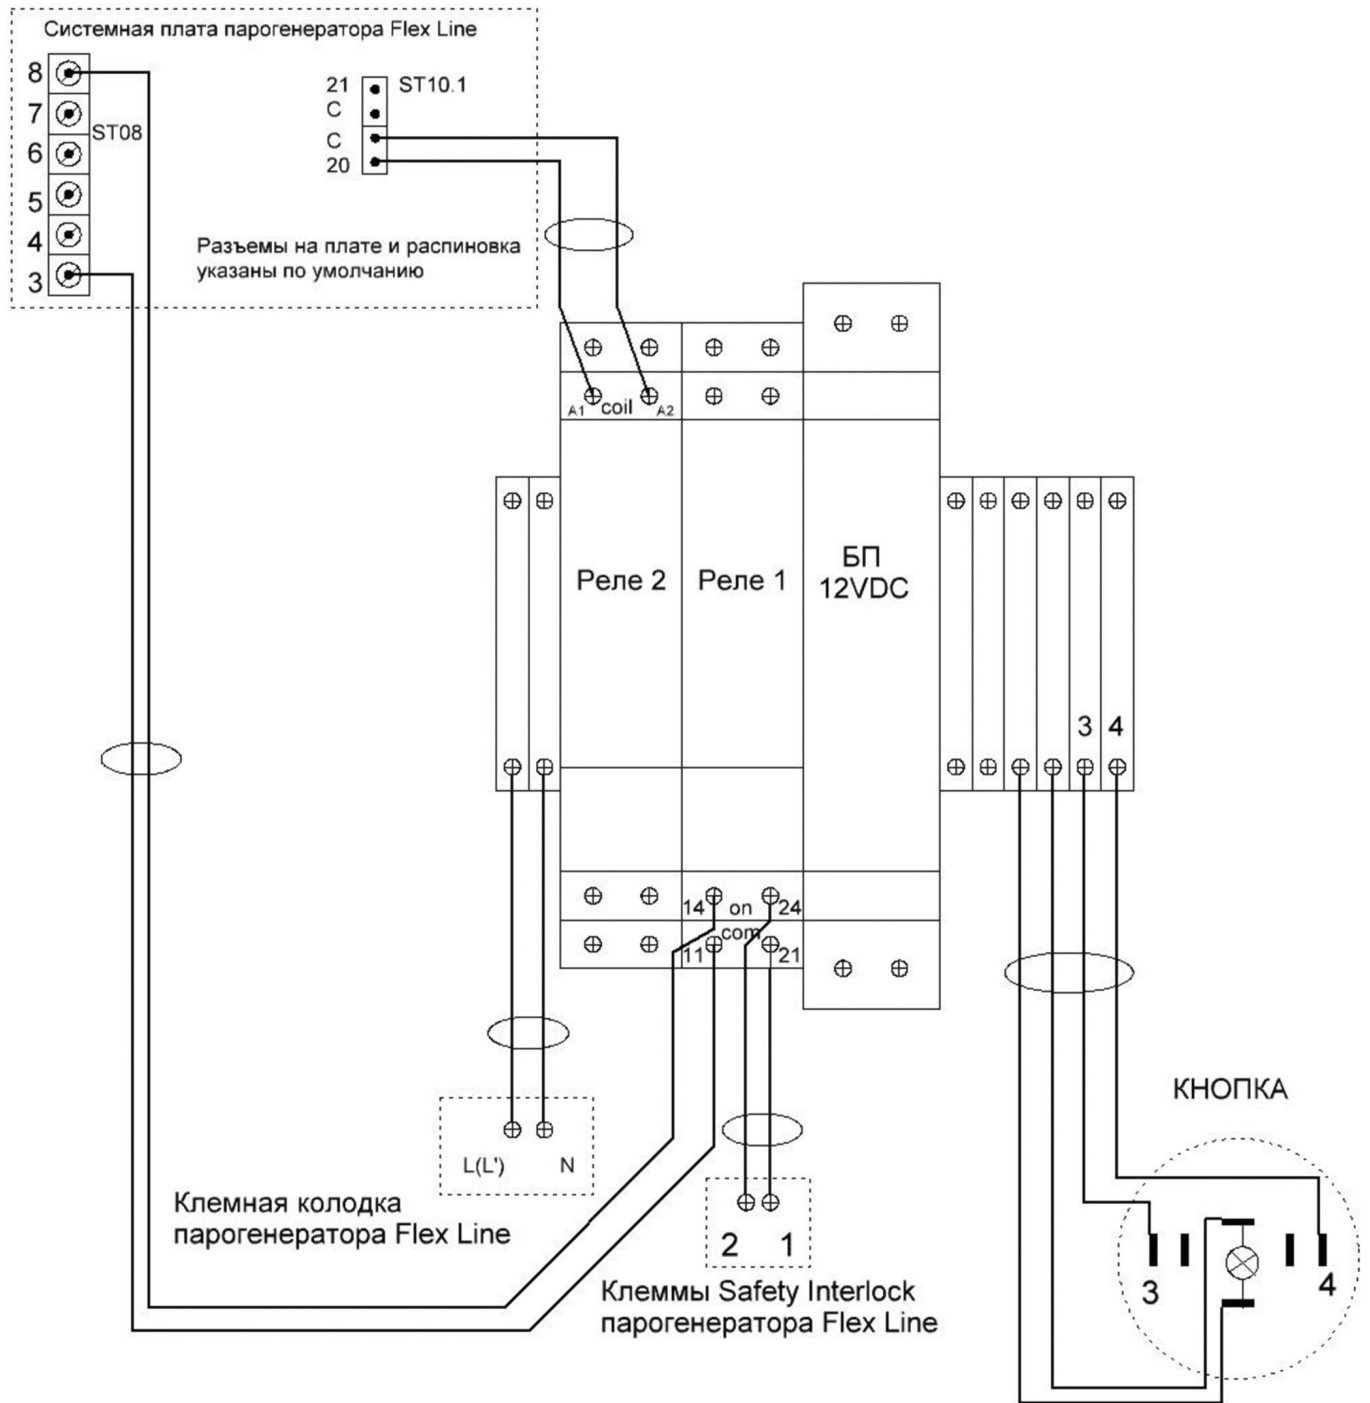 Системная плата парогенератора Flex Line
8
7
6
5
4
3
ST08
21
C
C
20
ST10.1
Разъемы на плате и распиновка
указаны по умолчанию
A1 coil A2
Реле 2
Реле 1
БП
12VDC
3 4
14 on 24
com
11 21
L(L') N
Клемная колодка
парогенератора Flex Line
2 1
Клеммы Safety Interlock
парогенератора Flex Line
КНОПКА
3 4